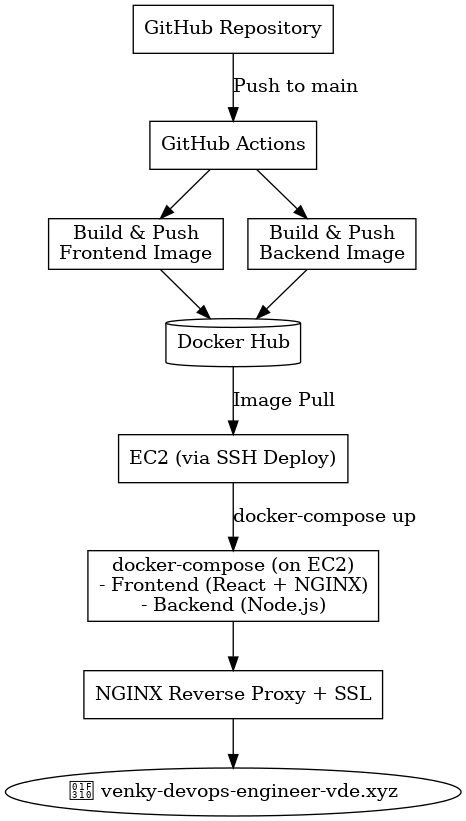 GitHub Repository
Push to main
GitHub Actions
Build & Push
Frontend Image
Build & Push
Backend Image
Docker Hub
Image Pull
EC2 (via SSH Deploy)
docker-compose up
docker-compose (on EC2)
- Frontend (React + NGINX)
- Backend (Node.js)
NGINX Reverse Proxy + SSL
🌐 venky-devops-engineer-vde.xyz